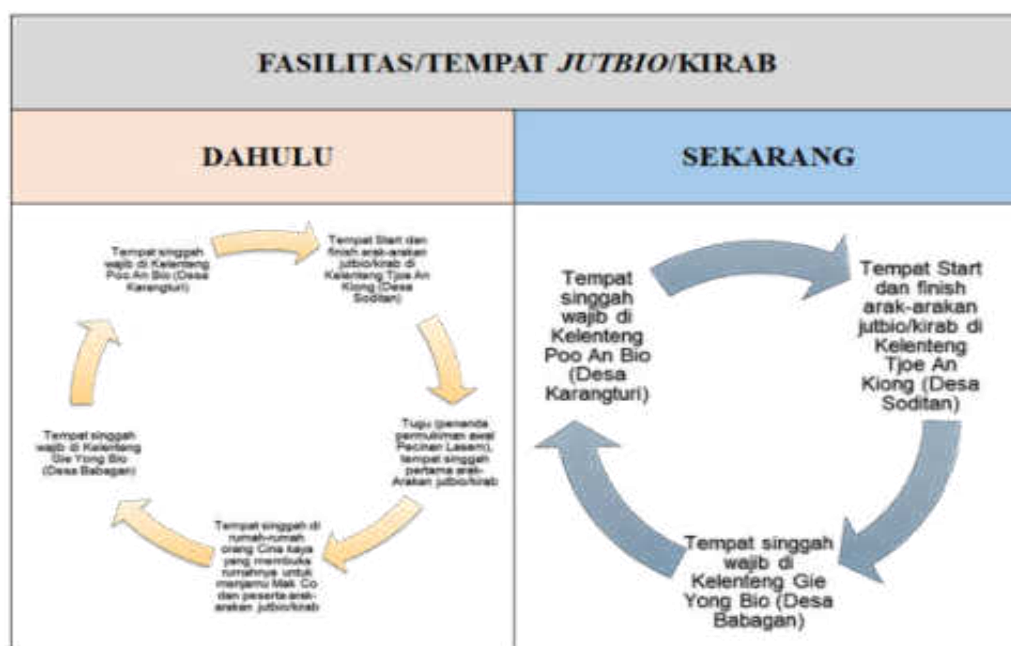 FASILITAS/TEMPAT JUTBIO/KIRAB
DAHULU
SEKARANG
Tempat Start dan
finish arak-arakan
jutbio/kirab di
Kelenteng Tjoe An
Kiong (Desa
Soditan)
Tugu (penanda
permukiman awal
Pecinan Lasem),
tempat singgah
pertama arak-
Arakan jutbio/kirab
Tempat singgah di
rumah-rumah
orang Cina kaya
yang membuka
rumahnya untuk
menjamu Mak Co
dan peserta arak-
arakan jutbio/kirab
Tempat singgah
wajib di Kelenteng
Gie Yong Bio
(Desa Babagan)
Tempat singgah
wajib di Kelenteng
Poo An Bio (Desa
Karangturi)
Tempat Start
dan finish
arak-arakan
jutbio/kirab di
Kelenteng
Tjoe An
Kiong (Desa
Soditan)
Tempat singgah
wajib di
Kelenteng Gie
Yong Bio (Desa
Babagan)
Tempat
singgah
wajib di
Kelenteng
Poo An Bio
(Desa
Karangturi)